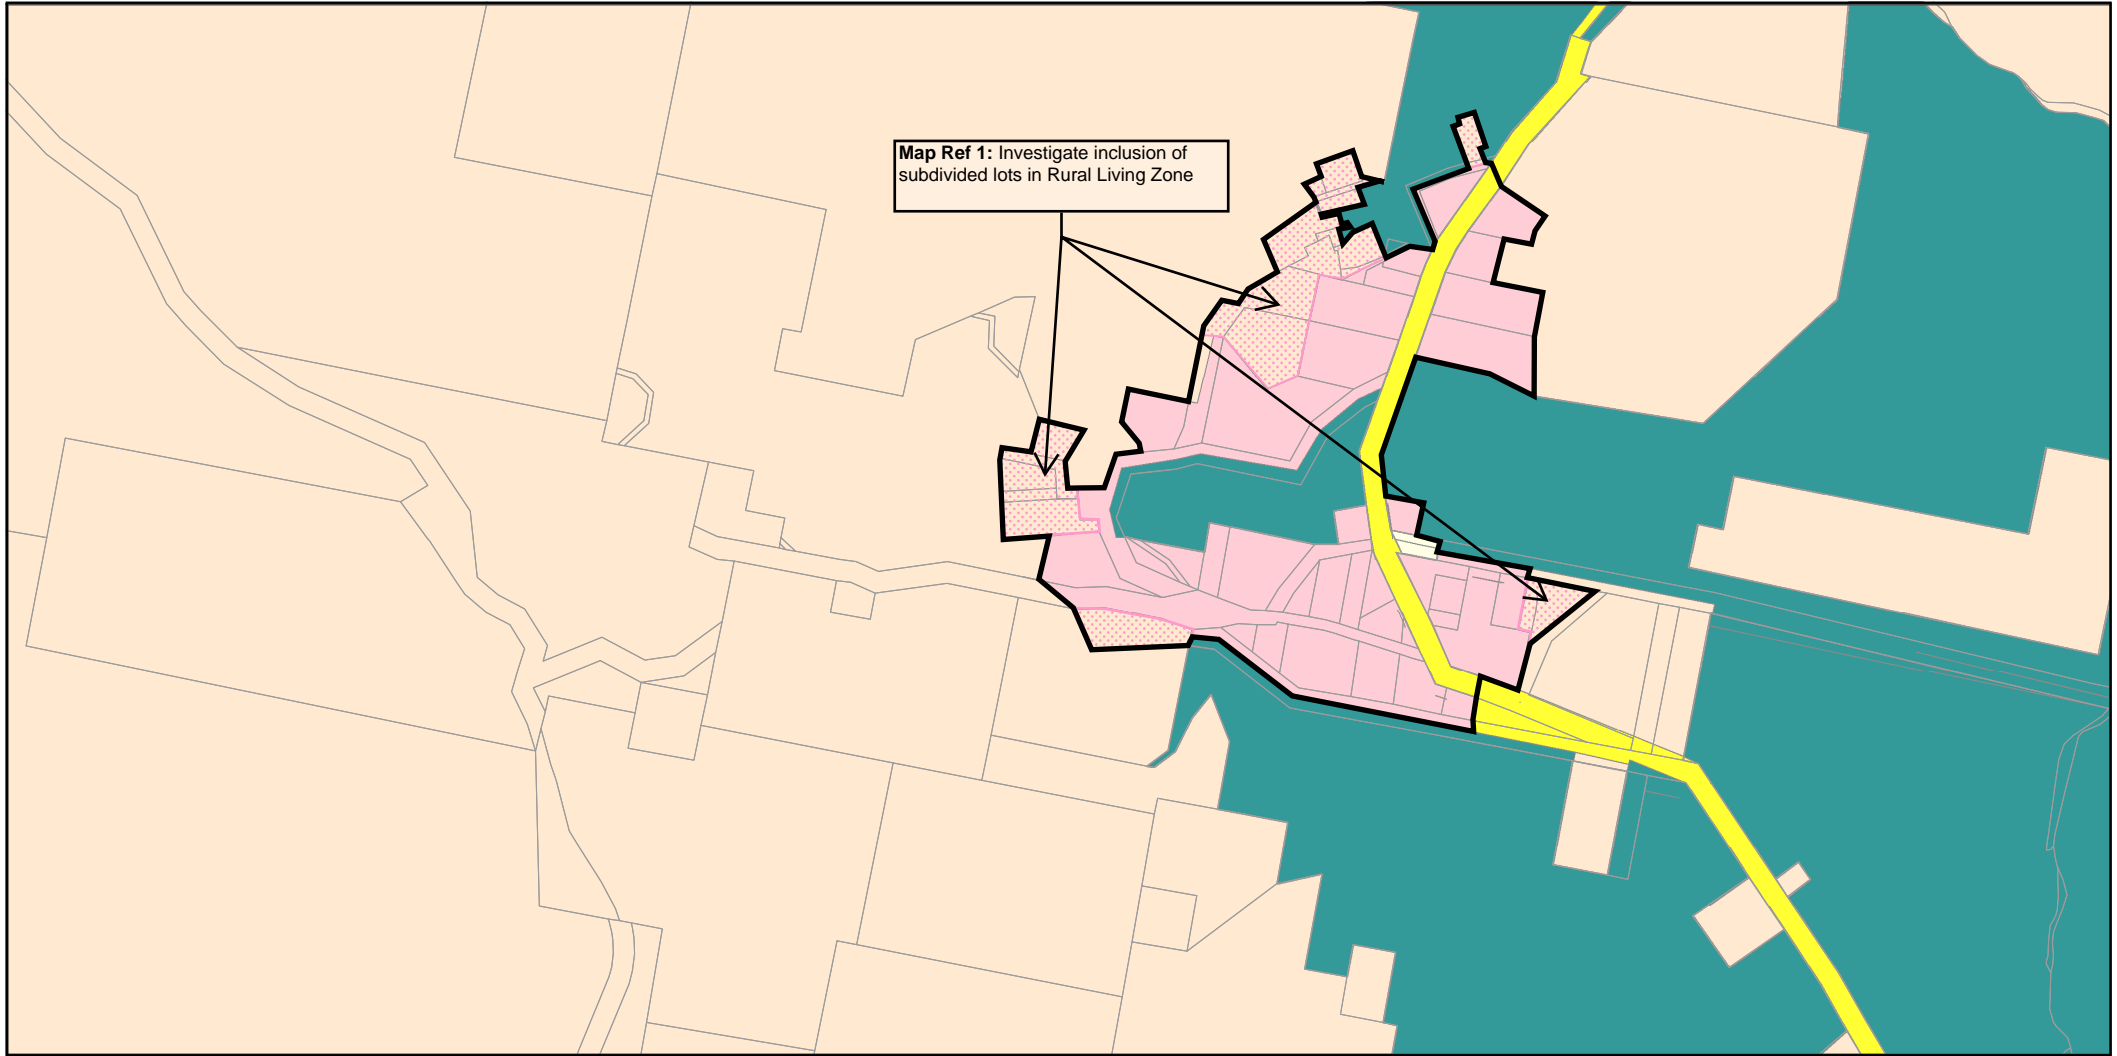 Map Ref 1: Investigate inclusion of
subdivided lots in Rural Living Zone